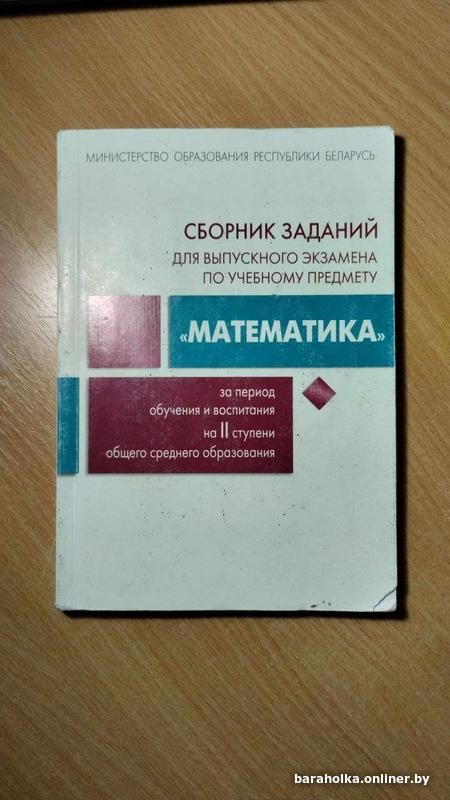 МИНИСТЕРСТВО ОБРАЗОВАНИЯ РЕСПУБЛИКИ БЕЛАРУСЬ
СБОРНИК ЗАДАНИЙ
ДЛЯ ВЫПУСКНОГО ЭКЗАМЕНА
ПО УЧЕБНОМУ ПРЕДМЕТУ
«МАТЕМАТИКА»
за период
обучения и воспитания
на II ступени
общего среднего образования
baraholka.onliner.by